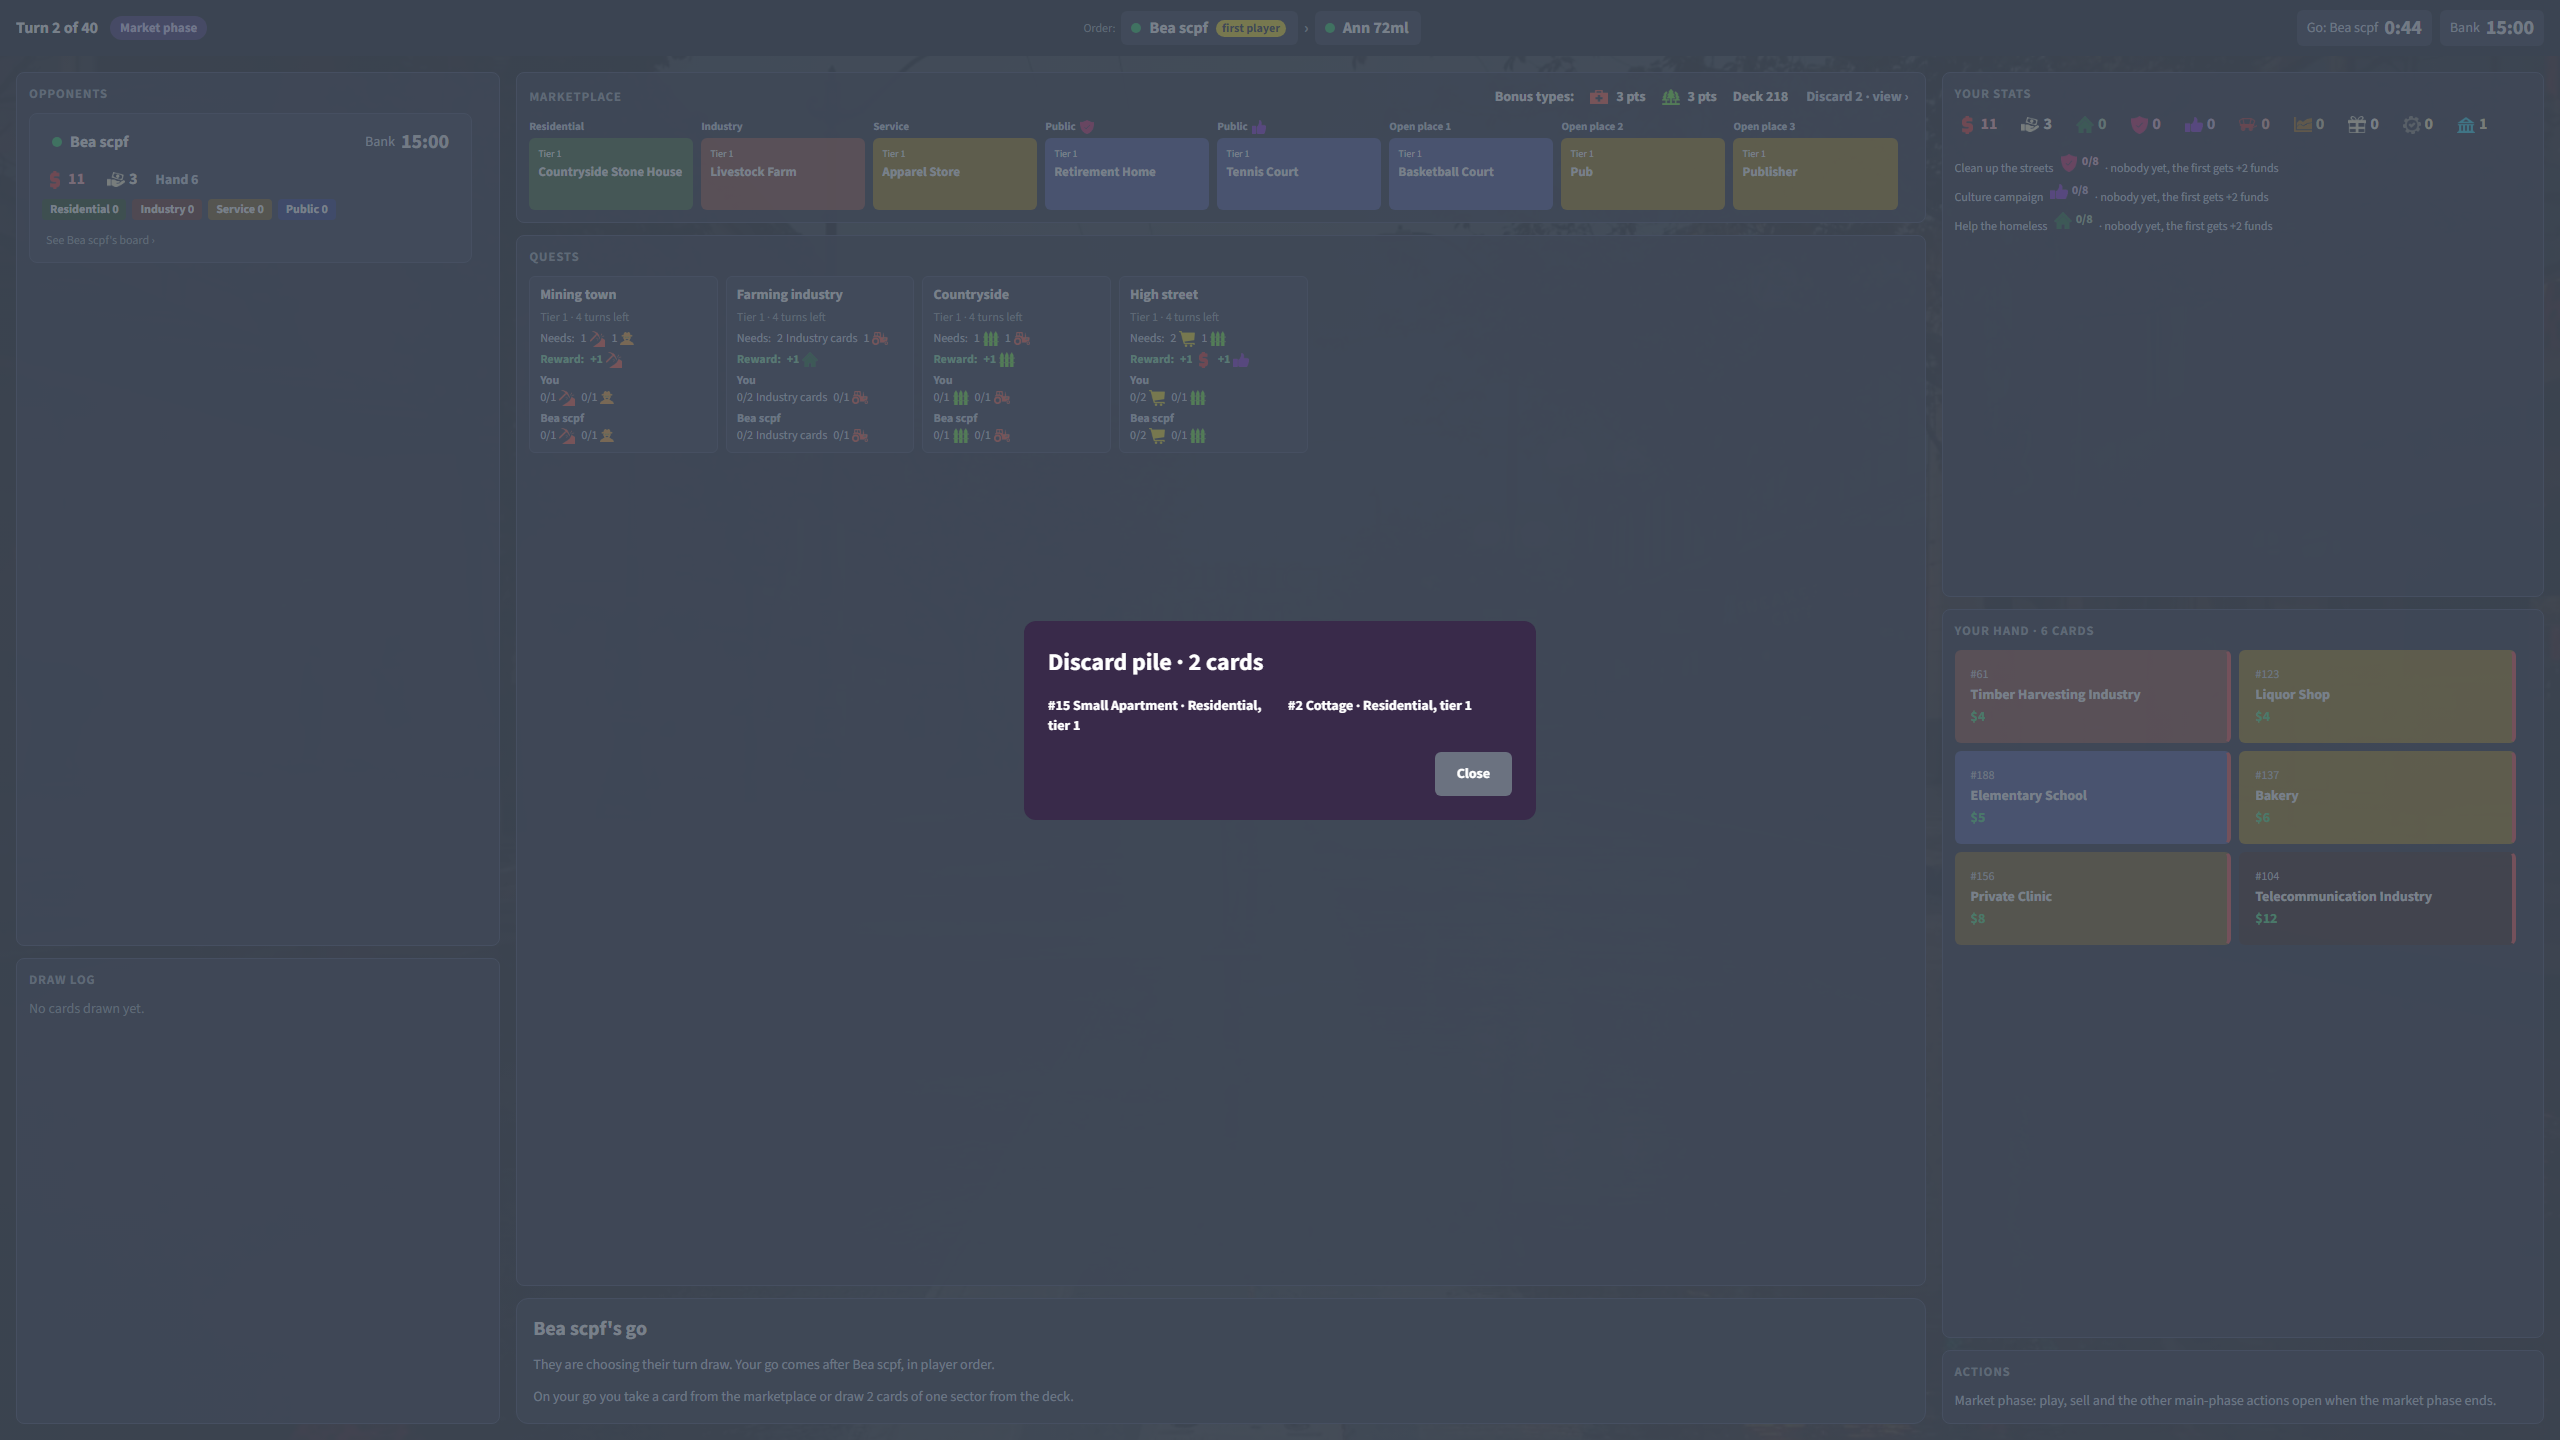 Turn 2 of 40 Market phase
Order: Bea scpf first player › Ann 72ml
Go: Bea scpf 0:44 Bank 15:00
OPPONENTS
Bea scpf Bank 15:00
11 3 Hand 6
Residential 0 Industry 0 Service 0 Public 0
See Bea scpf's board ›
DRAW LOG
No cards drawn yet.
MARKETPLACE
Bonus types: 3 pts 3 pts Deck 218 Discard 2 · view ›
Residential Industry Service Public Public Open place 1 Open place 2 Open place 3
Tier 1 Tier 1 Tier 1 Tier 1 Tier 1 Tier 1 Tier 1 Tier 1
Countryside Stone House Livestock Farm Apparel Store Retirement Home Tennis Court Basketball Court Pub Publisher
QUESTS
Mining town
Tier 1 · 4 turns left
Needs: 1 1
Reward: +1
You
0/1 0/1
Bea scpf
0/1 0/1
Farming industry
Tier 1 · 4 turns left
Needs: 2 Industry cards 1
Reward: +1
You
0/2 Industry cards 0/1
Bea scpf
0/2 Industry cards 0/1
Countryside
Tier 1 · 4 turns left
Needs: 1 1
Reward: +1
You
0/1 0/1
Bea scpf
0/1 0/1
High street
Tier 1 · 4 turns left
Needs: 2 1
Reward: +1 +1
You
0/2 0/1
Bea scpf
0/2 0/1
Discard pile · 2 cards
#15 Small Apartment · Residential,
tier 1
#2 Cottage · Residential, tier 1
Close
Bea scpf's go
They are choosing their turn draw. Your go comes after Bea scpf, in player order.
On your go you take a card from the marketplace or draw 2 cards of one sector from the deck.
YOUR STATS
11 3 0 0 0 0 0 0 0 1
Clean up the streets 0/8 · nobody yet, the first gets +2 funds
Culture campaign 0/8 · nobody yet, the first gets +2 funds
Help the homeless 0/8 · nobody yet, the first gets +2 funds
YOUR HAND · 6 CARDS
#61
Timber Harvesting Industry
$4
#123
Liquor Shop
$4
#188
Elementary School
$5
#137
Bakery
$6
#156
Private Clinic
$8
#104
Telecommunication Industry
$12
ACTIONS
Market phase: play, sell and the other main-phase actions open when the market phase ends.